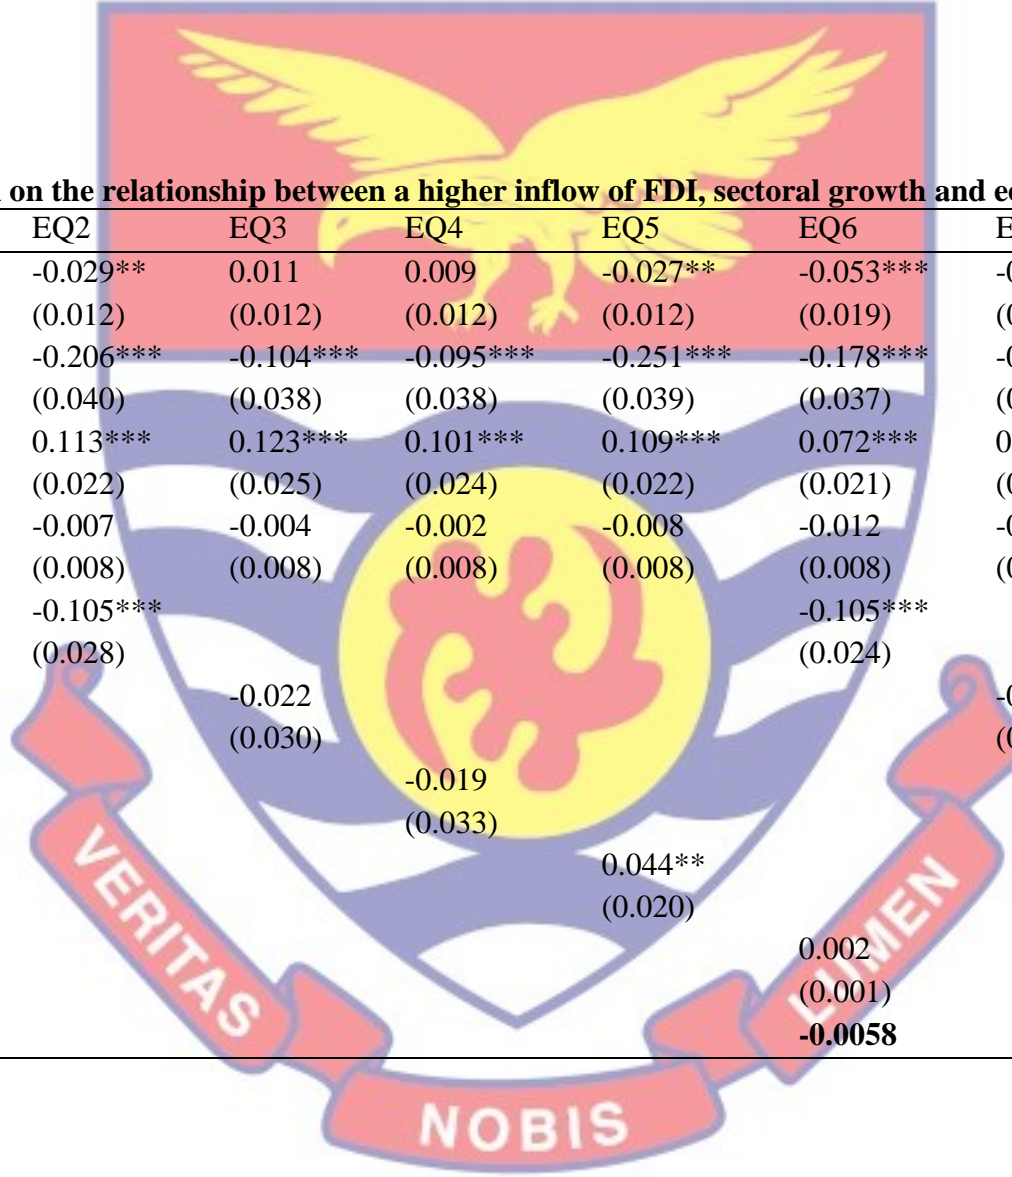 on the relationship between a higher inflow of FDI, sectoral growth and
EQ2 EQ3 EQ4 EQ5 EQ6
-0.029** 0.011 0.009 -0.027** -0.053***
(0.012) (0.012) (0.012) (0.012) (0.019)
-0.206*** -0.104*** -0.095*** -0.251*** -0.178***
(0.040) (0.038) (0.038) (0.039) (0.037)
0.113*** 0.123*** 0.101*** 0.109*** 0.072***
(0.022) (0.025) (0.024) (0.022) (0.021)
-0.007 -0.004 -0.002 -0.008 -0.012
(0.008) (0.008) (0.008) (0.008) (0.008)
-0.105*** -0.105***
(0.028) (0.024)
-0.022
(0.030)
-0.019
(0.033)
0.044**
(0.020)
0.002
(0.001)
-0.0058
VERITAS
NOBIS
LUMEN